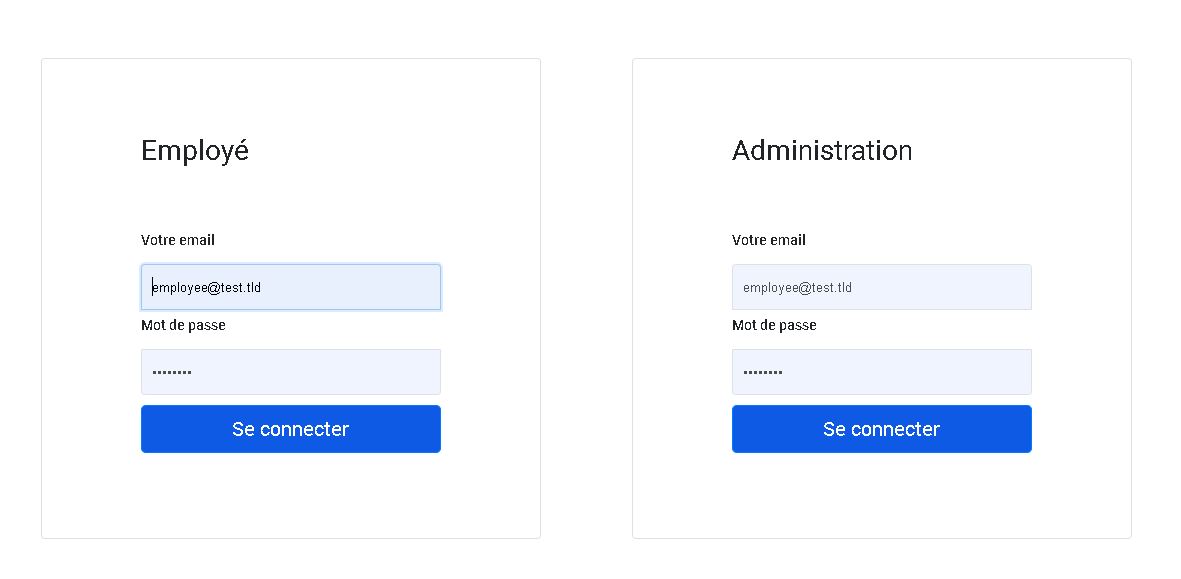 Employé
Votre email
employee@test.tld
Mot de passe
••••••••
Se connecter
Administration
Votre email
employee@test.tld
Mot de passe
••••••••
Se connecter